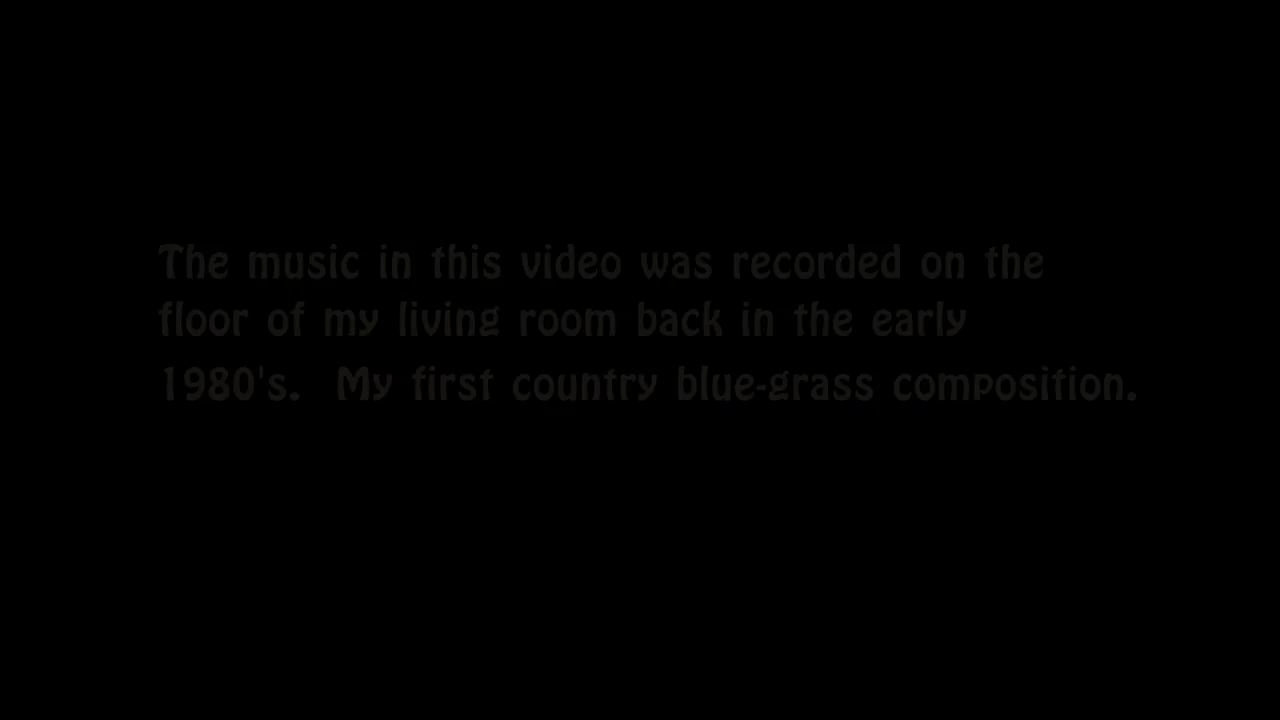 The music in this video was recorded on the
floor of my living room back in the early
1980's.  My first country blue-grass composition.